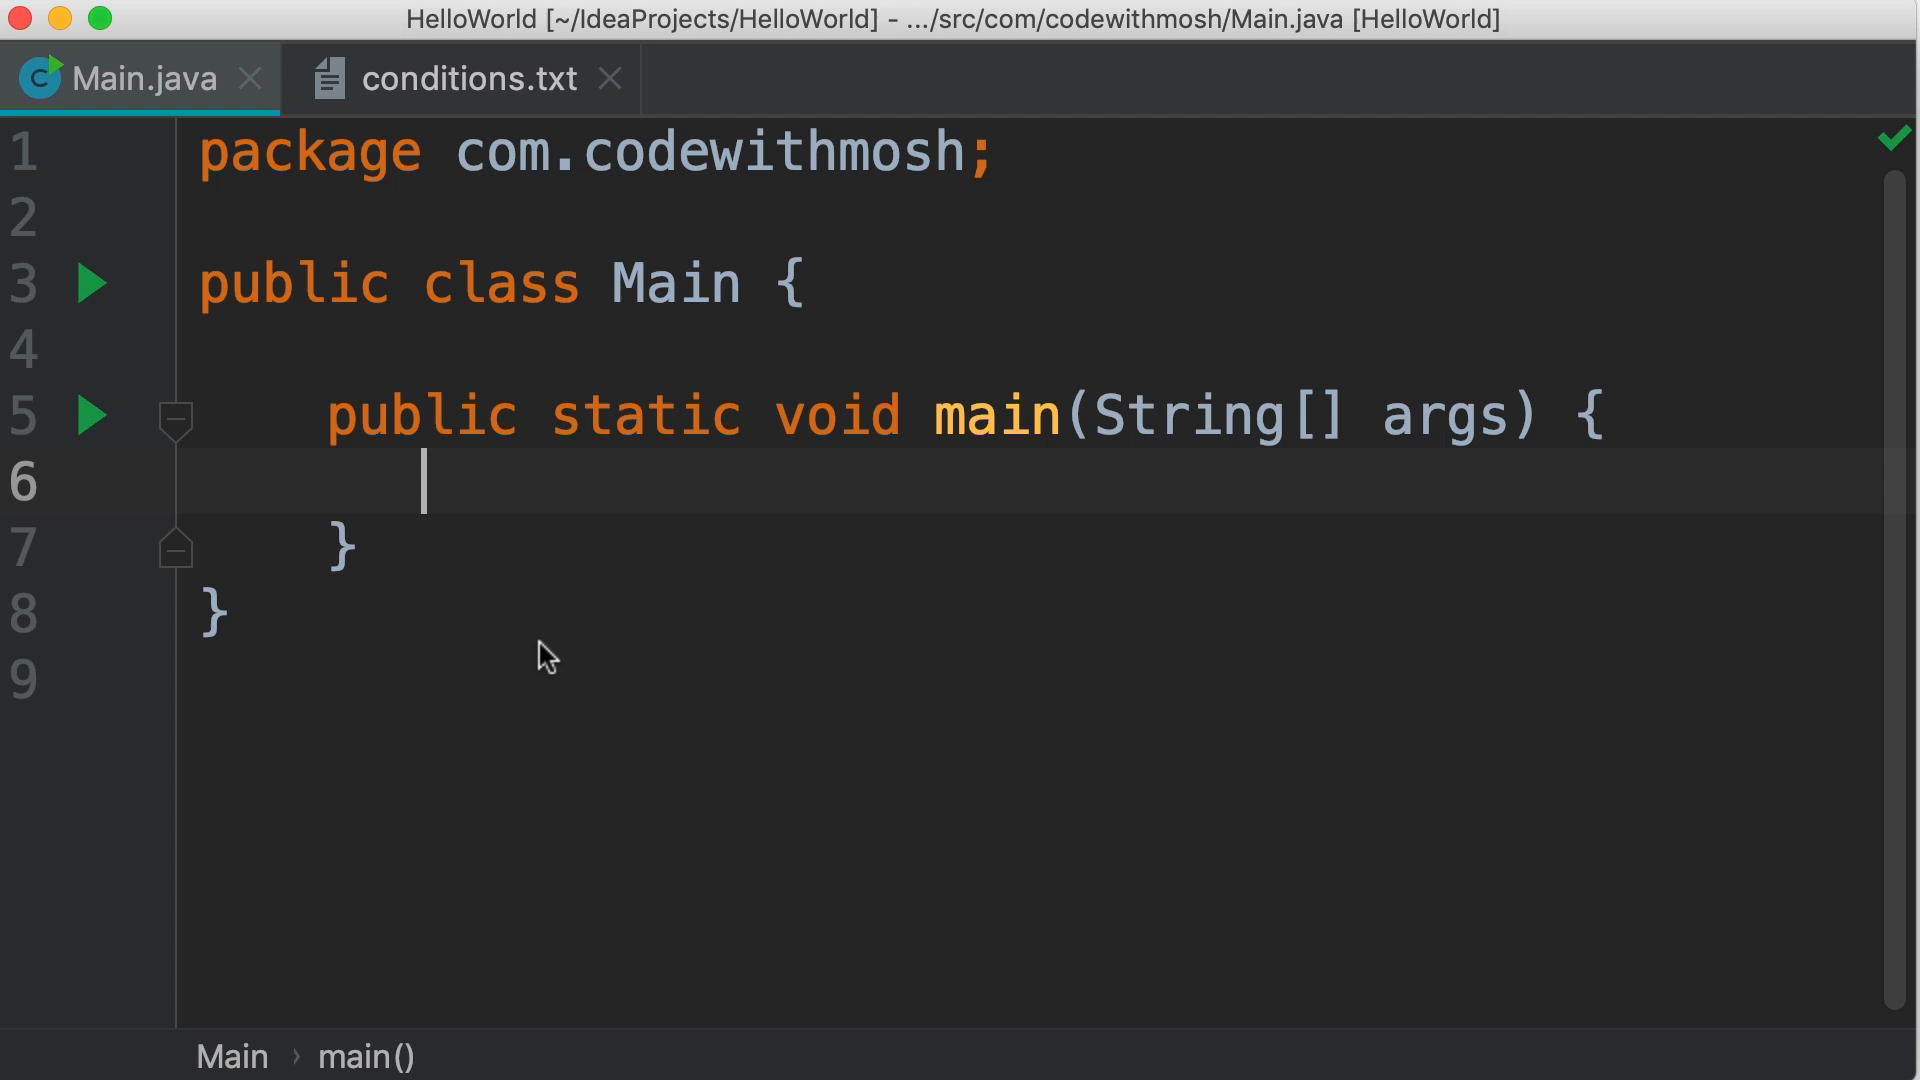 HelloWorld [~/IdeaProjects/HelloWorld] - .../src/com/codewithmosh/Main.java [HelloWorld]
Main.java conditions.txt
1 package com.codewithmosh;
2
3 public class Main {
4
5 public static void main(String[] args) {
6
7 }
8 }
9
Main › main()